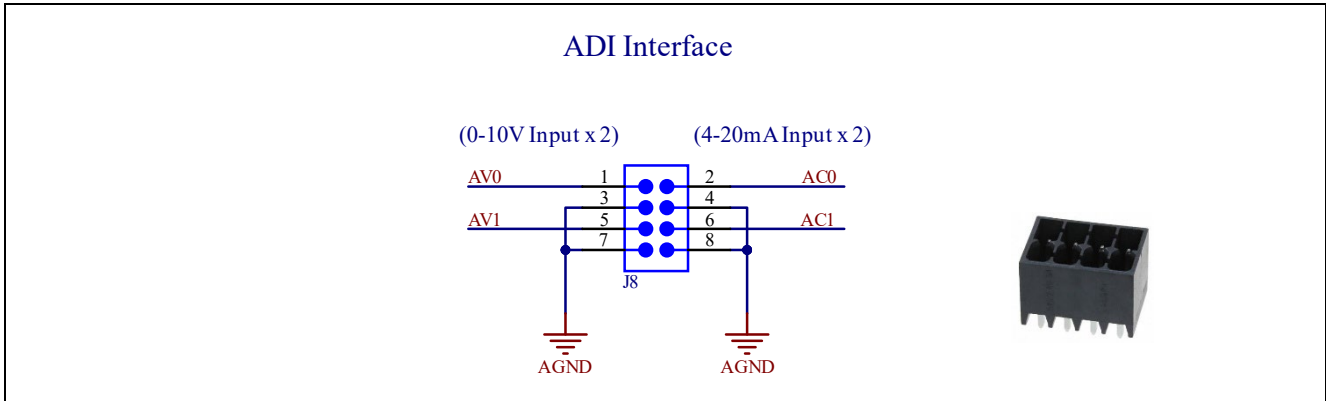 ADI Interface
(0-10V Input x 2) (4-20mA Input x 2)
AV0 1 2 AC0
3 4
AV1 5 6 AC1
7 8
J8
AGND AGND